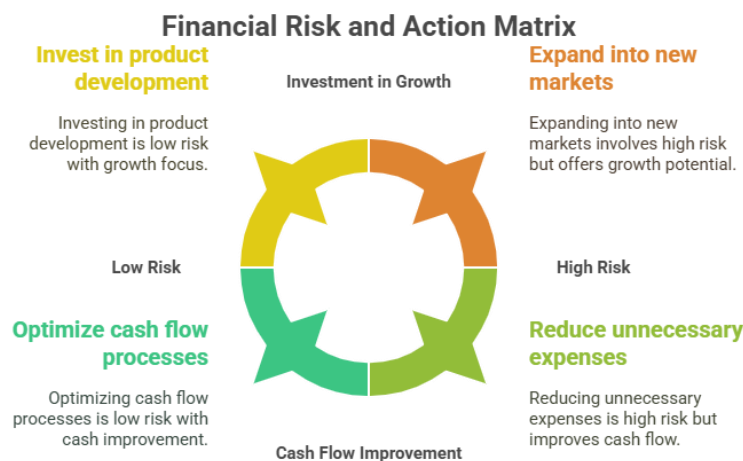 Financial Risk and Action Matrix
Invest in product
development
Investing in product
development is low risk
with growth focus.
Investment in Growth
Expand into new
markets
Expanding into new
markets involves high risk
but offers growth potential.
Low Risk
High Risk
Optimize cash flow
processes
Optimizing cash flow
processes is low risk with
cash improvement.
Reduce unnecessary
expenses
Reducing unnecessary
expenses is high risk but
improves cash flow.
Cash Flow Improvement